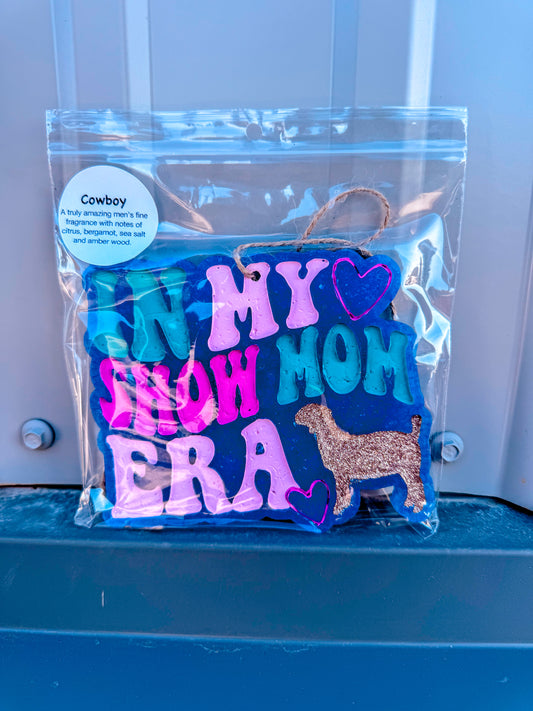 Cowboy
A truly amazing men's fine
fragrance with notes of
citrus, bergamot, sea salt
and amber wood.
IN MY
SHOW MOM
ERA